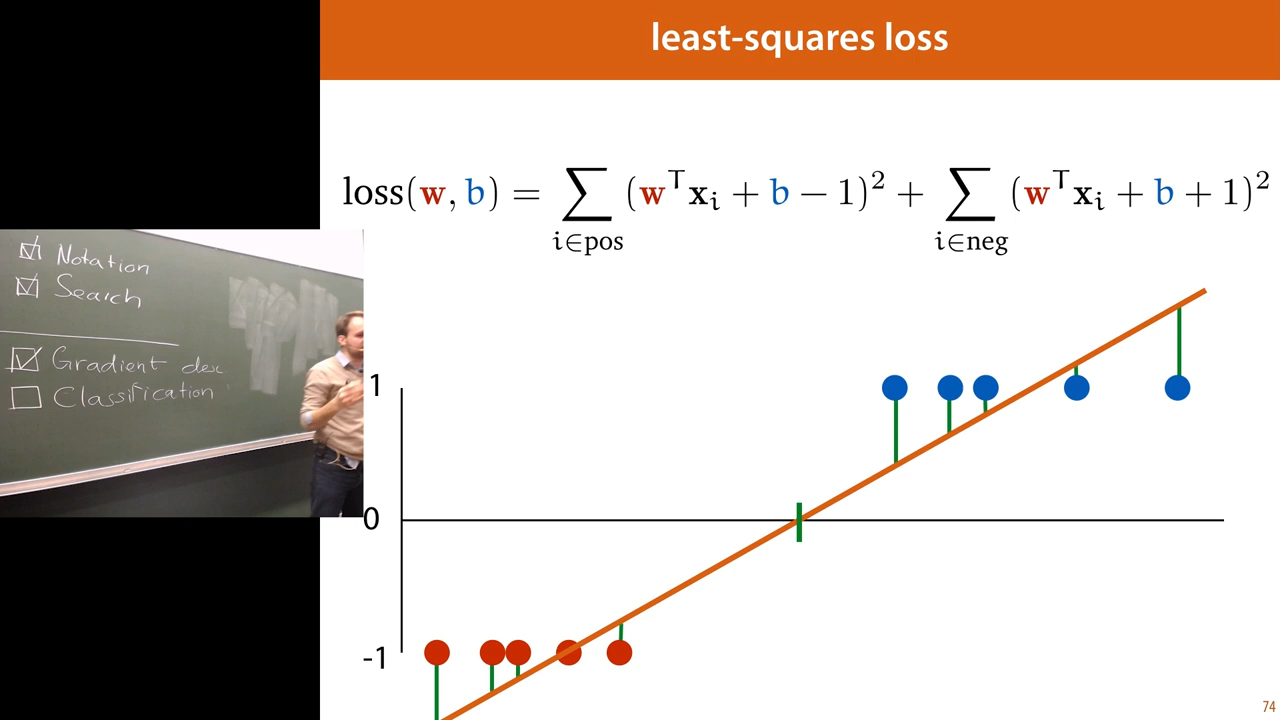 least-squares loss
loss(w, b) = ∑ i∈pos (wᵀxᵢ + b − 1)² + ∑ i∈neg (wᵀxᵢ + b + 1)²
Notation
Search
Gradient desc
Classification
1
0
-1
74